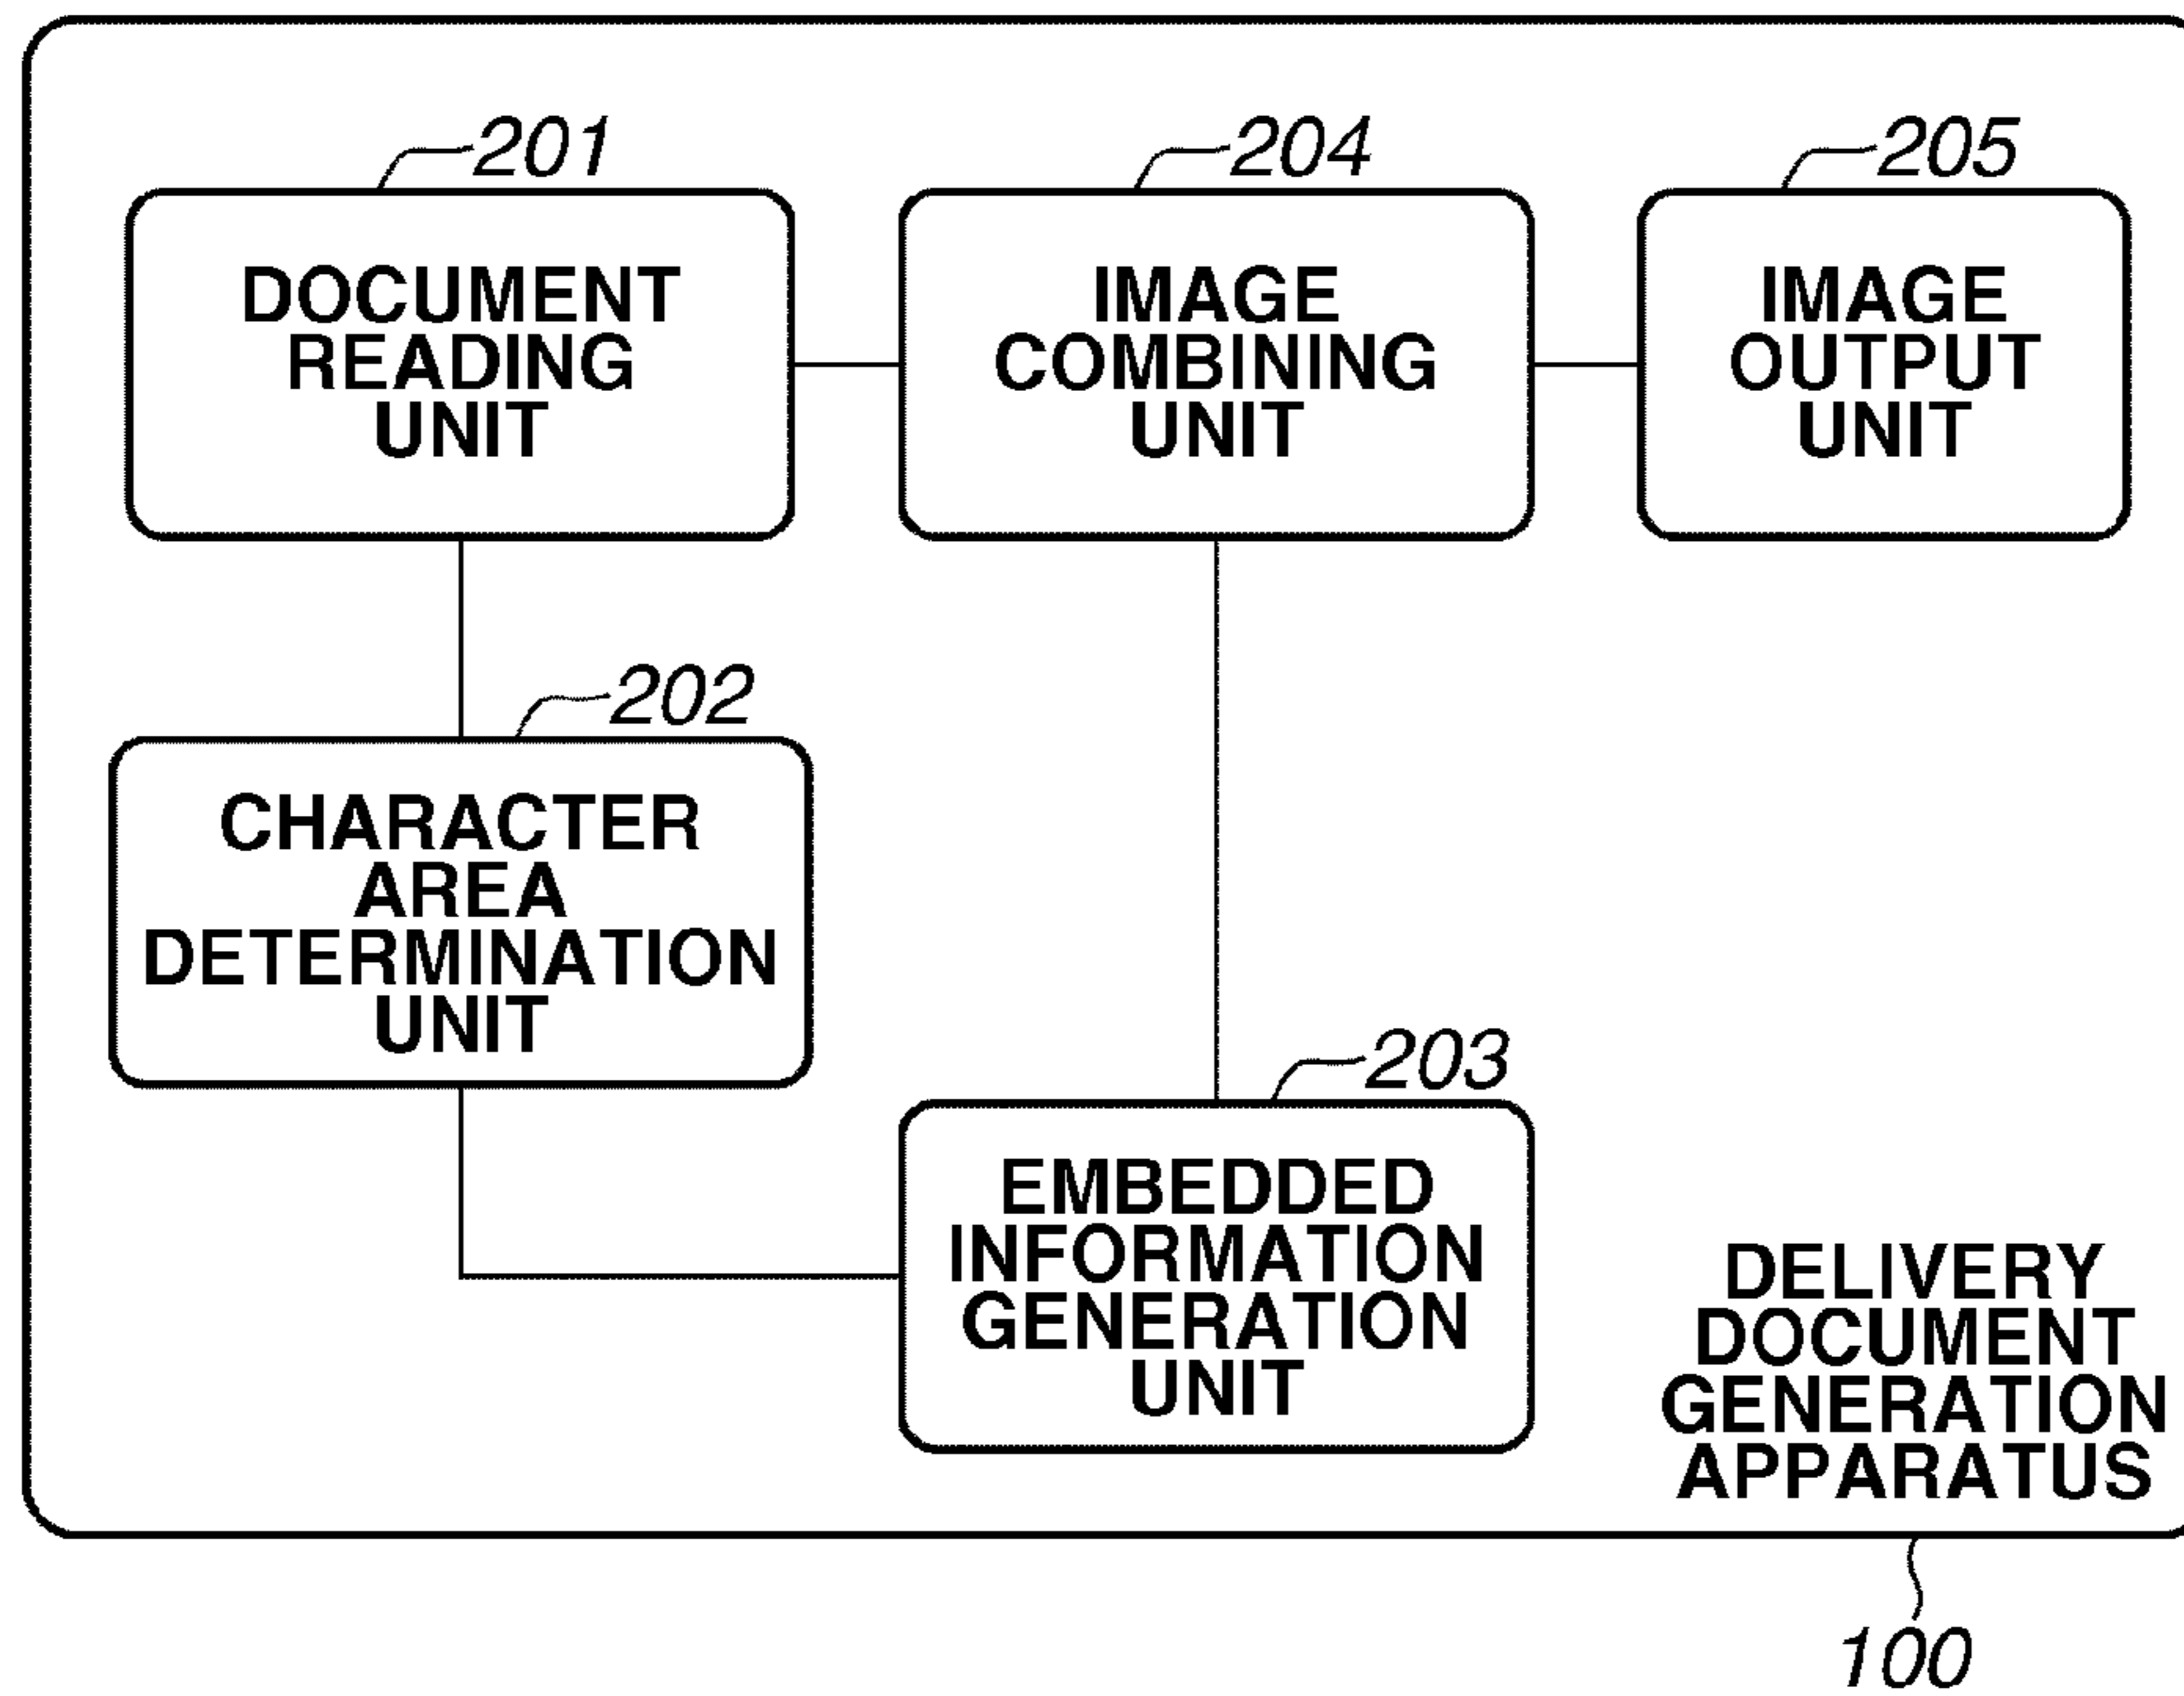 201
DOCUMENT
READING
UNIT
204
IMAGE
COMBINING
UNIT
205
IMAGE
OUTPUT
UNIT
202
CHARACTER
AREA
DETERMINATION
UNIT
203
EMBEDDED
INFORMATION
GENERATION
UNIT
DELIVERY
DOCUMENT
GENERATION
APPARATUS
100